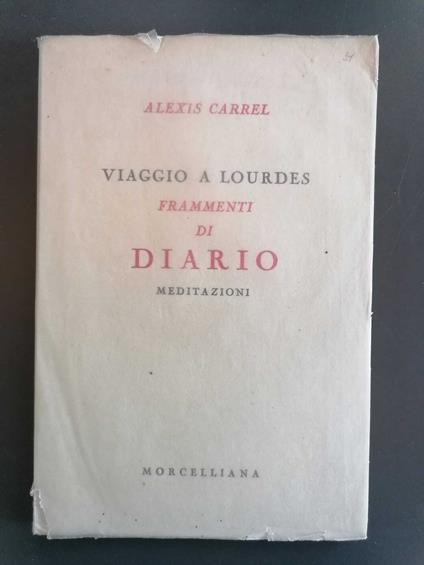 ALEXIS CARREL
VIAGGIO A LOURDES
FRAMMENTI
DI
DIARIO
MEDITAZIONI
MORCELLIANA